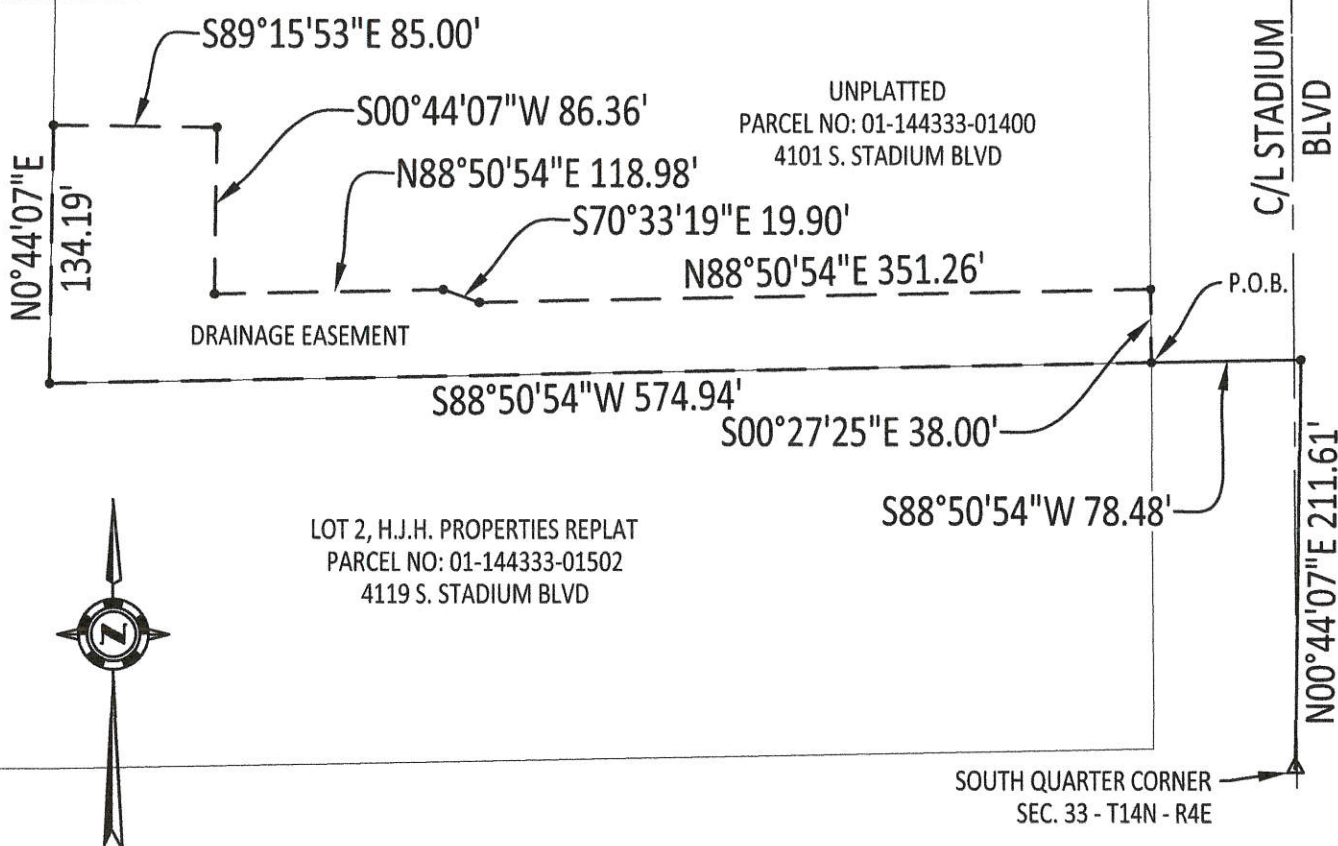 S89°15'53"E 85.00'
S00°44'07"W 86.36'
UNPLATTED
PARCEL NO: 01-144333-01400
4101 S. STADIUM BLVD
C/L STADIUM
BLVD
N0°44'07"E
134.19'
N88°50'54"E 118.98'
S70°33'19"E 19.90'
N88°50'54"E 351.26'
P.O.B.
DRAINAGE EASEMENT
S88°50'54"W 574.94'
S00°27'25"E 38.00'
S88°50'54"W 78.48'
N00°44'07"E 211.61'
LOT 2, H.J.H. PROPERTIES REPLAT
PARCEL NO: 01-144333-01502
4119 S. STADIUM BLVD
N
SOUTH QUARTER CORNER
SEC. 33 - T14N - R4E